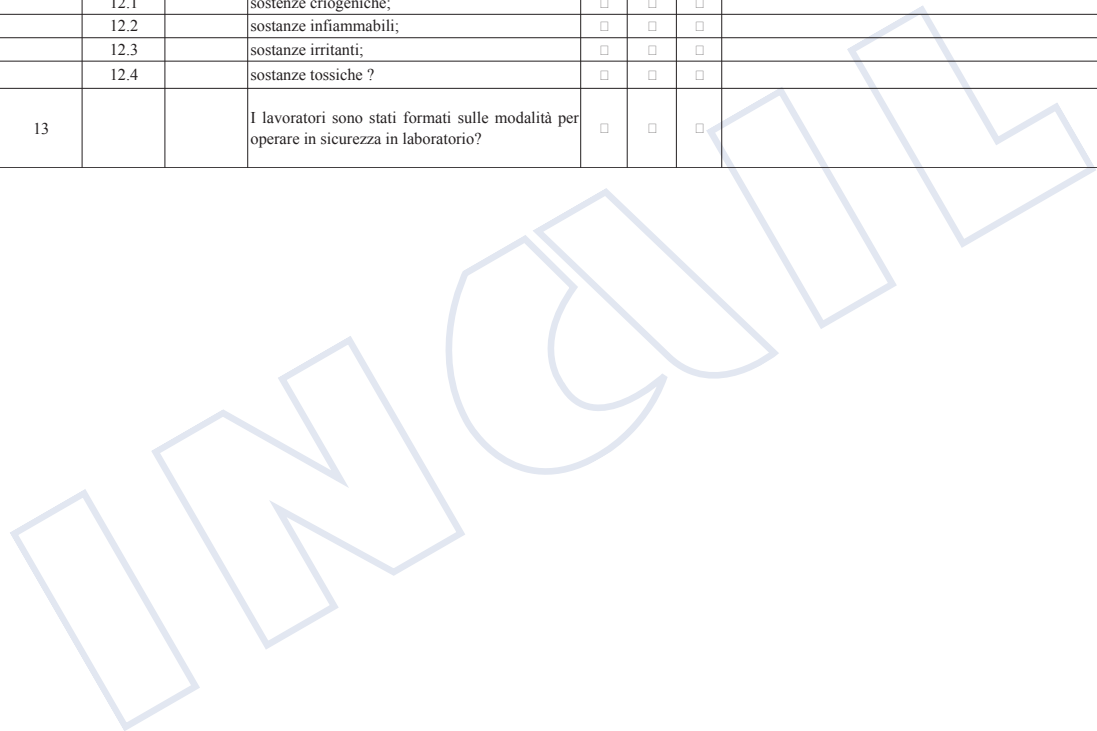 12.1 sostenze criogeniche; □ □ □
12.2 sostanze infiammabili; □ □ □
12.3 sostanze irritanti; □ □ □
12.4 sostanze tossiche ? □ □ □
13 I lavoratori sono stati formati sulle modalità per
operare in sicurezza in laboratorio? □ □ □
INAIL